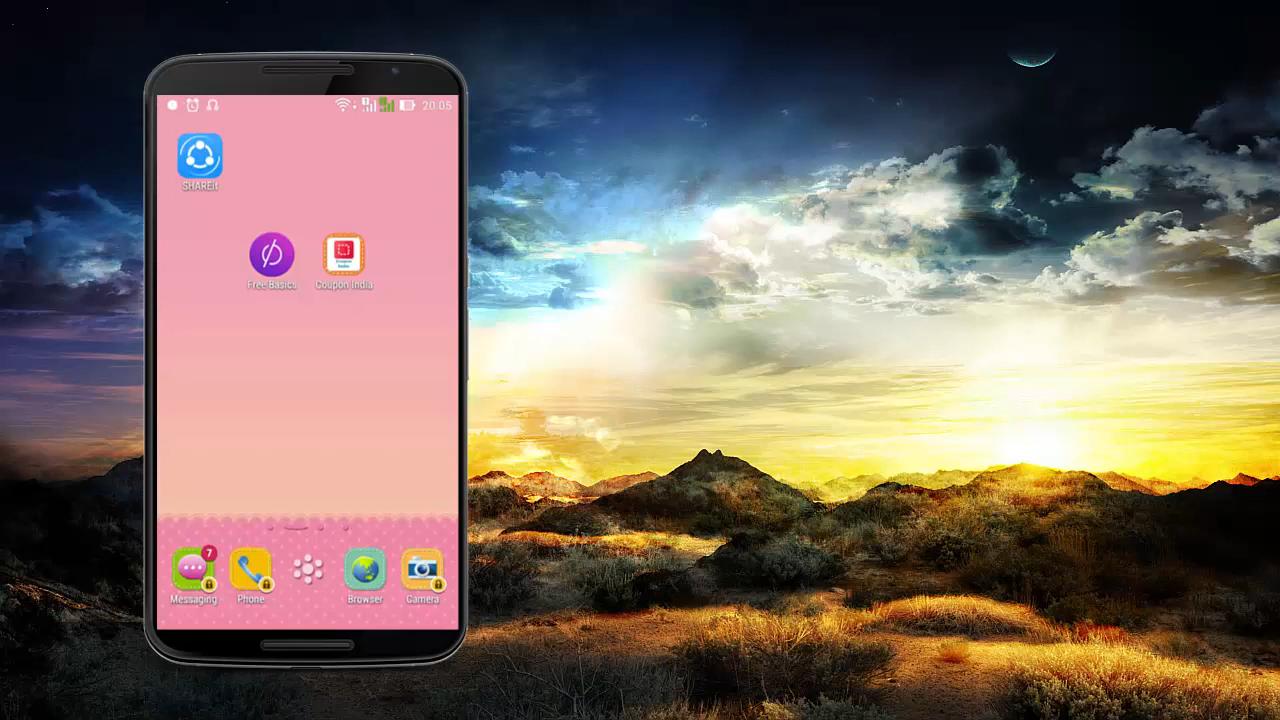 20:05
SHAREit
Free Basics
Coupon India
7
Messaging
Phone
Browser
Camera